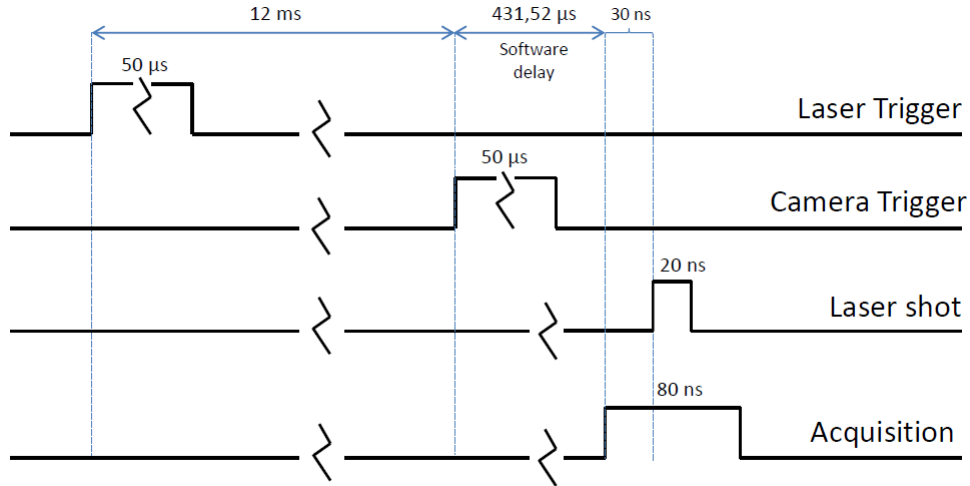 12 ms
431,52 µs
30 ns
Software
delay
50 µs
Laser Trigger
50 µs
Camera Trigger
20 ns
Laser shot
80 ns
Acquisition